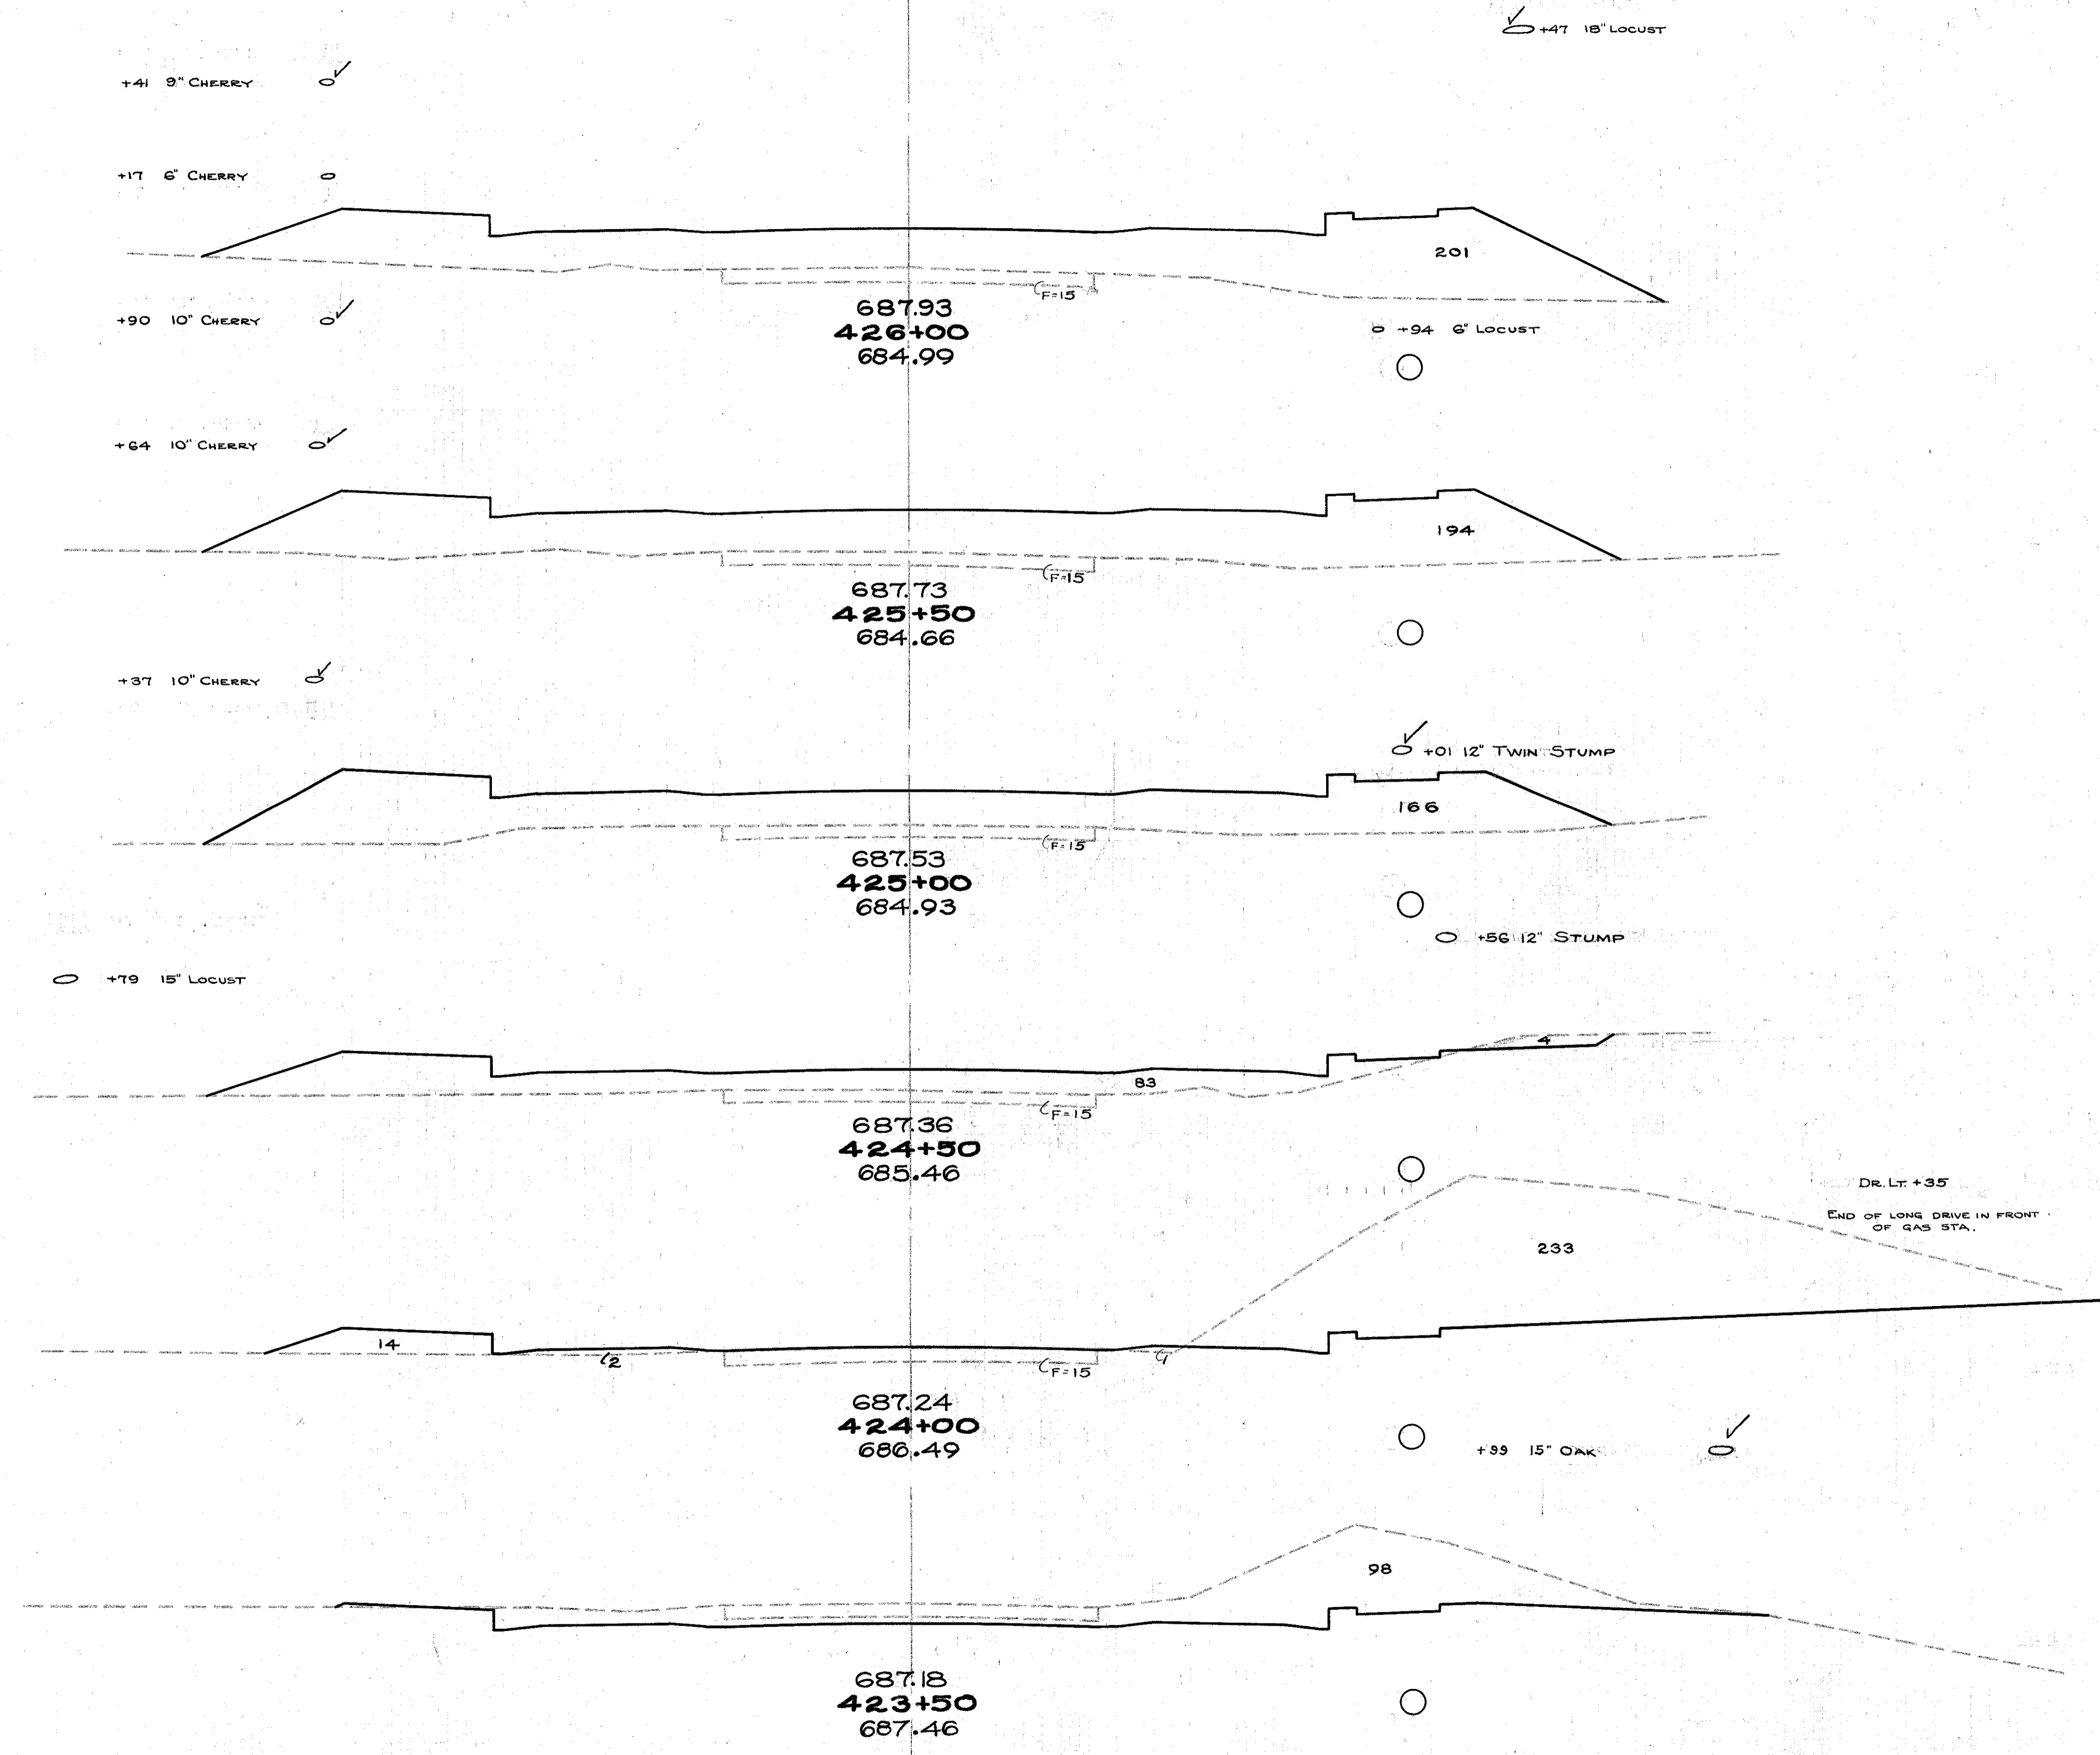 +47 18" LOCUST
+41 9" CHERRY
+17 6" CHERRY
201
F=15
687.93
+90 10" CHERRY
426+00
+94 6" LOCUST
684.99
+64 10" CHERRY
194
F=15
687.73
425+50
684.66
+37 10" CHERRY
+01 12" TWIN STUMP
166
F=15
687.53
425+00
684.93
+56 12" STUMP
+79 15" LOCUST
4
83
F=15
687.36
424+50
685.46
DR. LT. +35
END OF LONG DRIVE IN FRONT
OF GAS STA.
233
14
2
1
F=15
687.24
424+00
686.49
+99 15" OAK
98
687.18
423+50
687.46